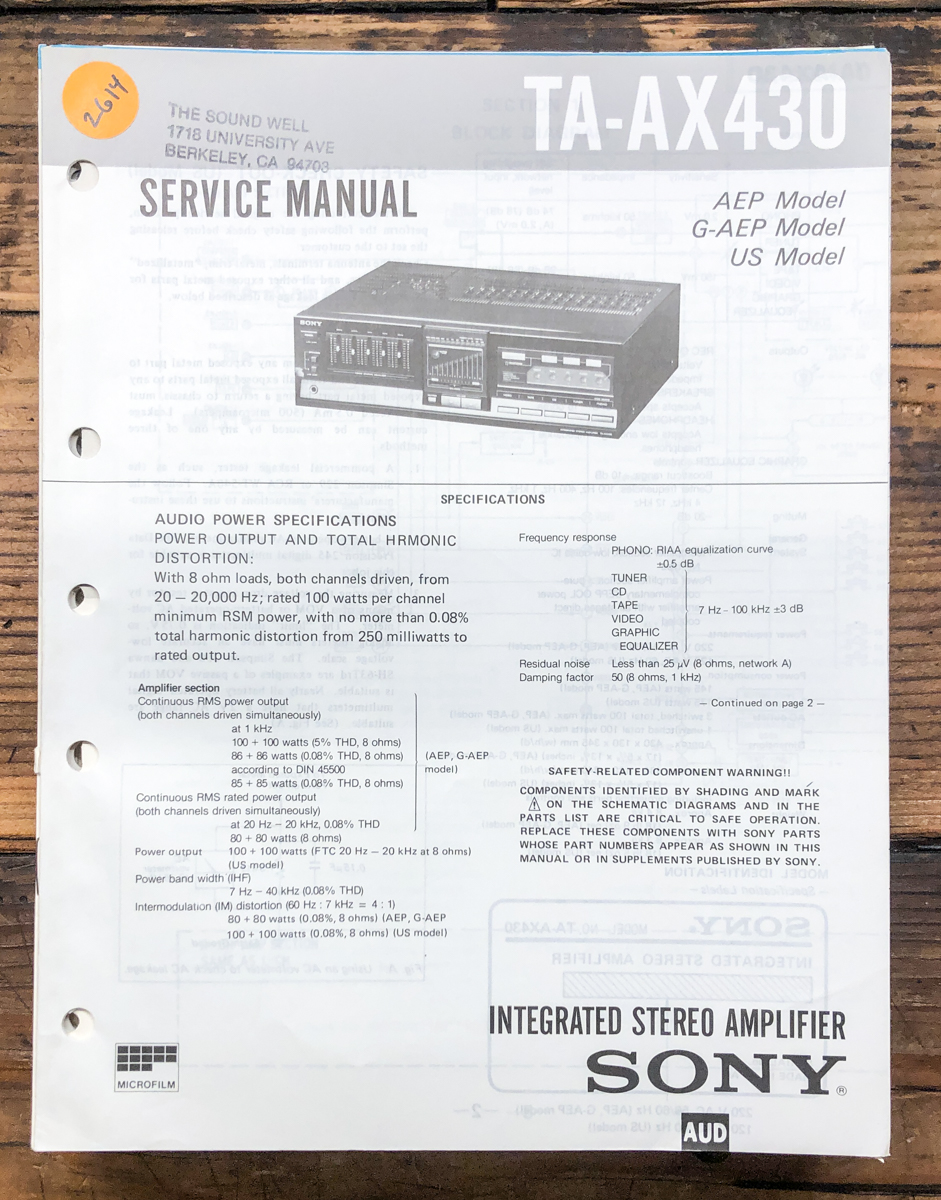 2614
THE SOUND WELL
1718 UNIVERSITY AVE
BERKELEY, CA 94703
TA-AX430
SERVICE MANUAL
AEP Model
G-AEP Model
US Model
SONY
SPECIFICATIONS
AUDIO POWER SPECIFICATIONS
POWER OUTPUT AND TOTAL HRMONIC
DISTORTION:
With 8 ohm loads, both channels driven, from
20 – 20,000 Hz; rated 100 watts per channel
minimum RSM power, with no more than 0.08%
total harmonic distortion from 250 milliwatts to
rated output.
Amplifier section
Continuous RMS power output
(both channels driven simultaneously)
at 1 kHz
100 + 100 watts (5% THD, 8 ohms)
86 + 86 watts (0.08% THD, 8 ohms)
according to DIN 45500
85 + 85 watts (0.08% THD, 8 ohms)
(AEP, G-AEP
model)
Continuous RMS rated power output
(both channels driven simultaneously)
at 20 Hz – 20 kHz, 0.08% THD
80 + 80 watts (8 ohms)
Power output 100 + 100 watts (FTC 20 Hz – 20 kHz at 8 ohms)
(US model)
Power band width (IHF)
7 Hz – 40 kHz (0.08% THD)
Intermodulation (IM) distortion (60 Hz : 7 kHz = 4 : 1)
80 + 80 watts (0.08%, 8 ohms) (AEP, G-AEP
100 + 100 watts (0.08%, 8 ohms) (US model)
Frequency response
PHONO: RIAA equalization curve
±0.5 dB
TUNER
CD
TAPE
VIDEO
GRAPHIC
EQUALIZER
7 Hz – 100 kHz ±3 dB
Residual noise Less than 25 μV (8 ohms, network A)
Damping factor 50 (8 ohms, 1 kHz)
– Continued on page 2 –
SAFETY-RELATED COMPONENT WARNING!!
COMPONENTS IDENTIFIED BY SHADING AND MARK
⚠ ON THE SCHEMATIC DIAGRAMS AND IN THE
PARTS LIST ARE CRITICAL TO SAFE OPERATION.
REPLACE THESE COMPONENTS WITH SONY PARTS
WHOSE PART NUMBERS APPEAR AS SHOWN IN THIS
MANUAL OR IN SUPPLEMENTS PUBLISHED BY SONY.
INTEGRATED STEREO AMPLIFIER
SONY®
MICROFILM
AUD